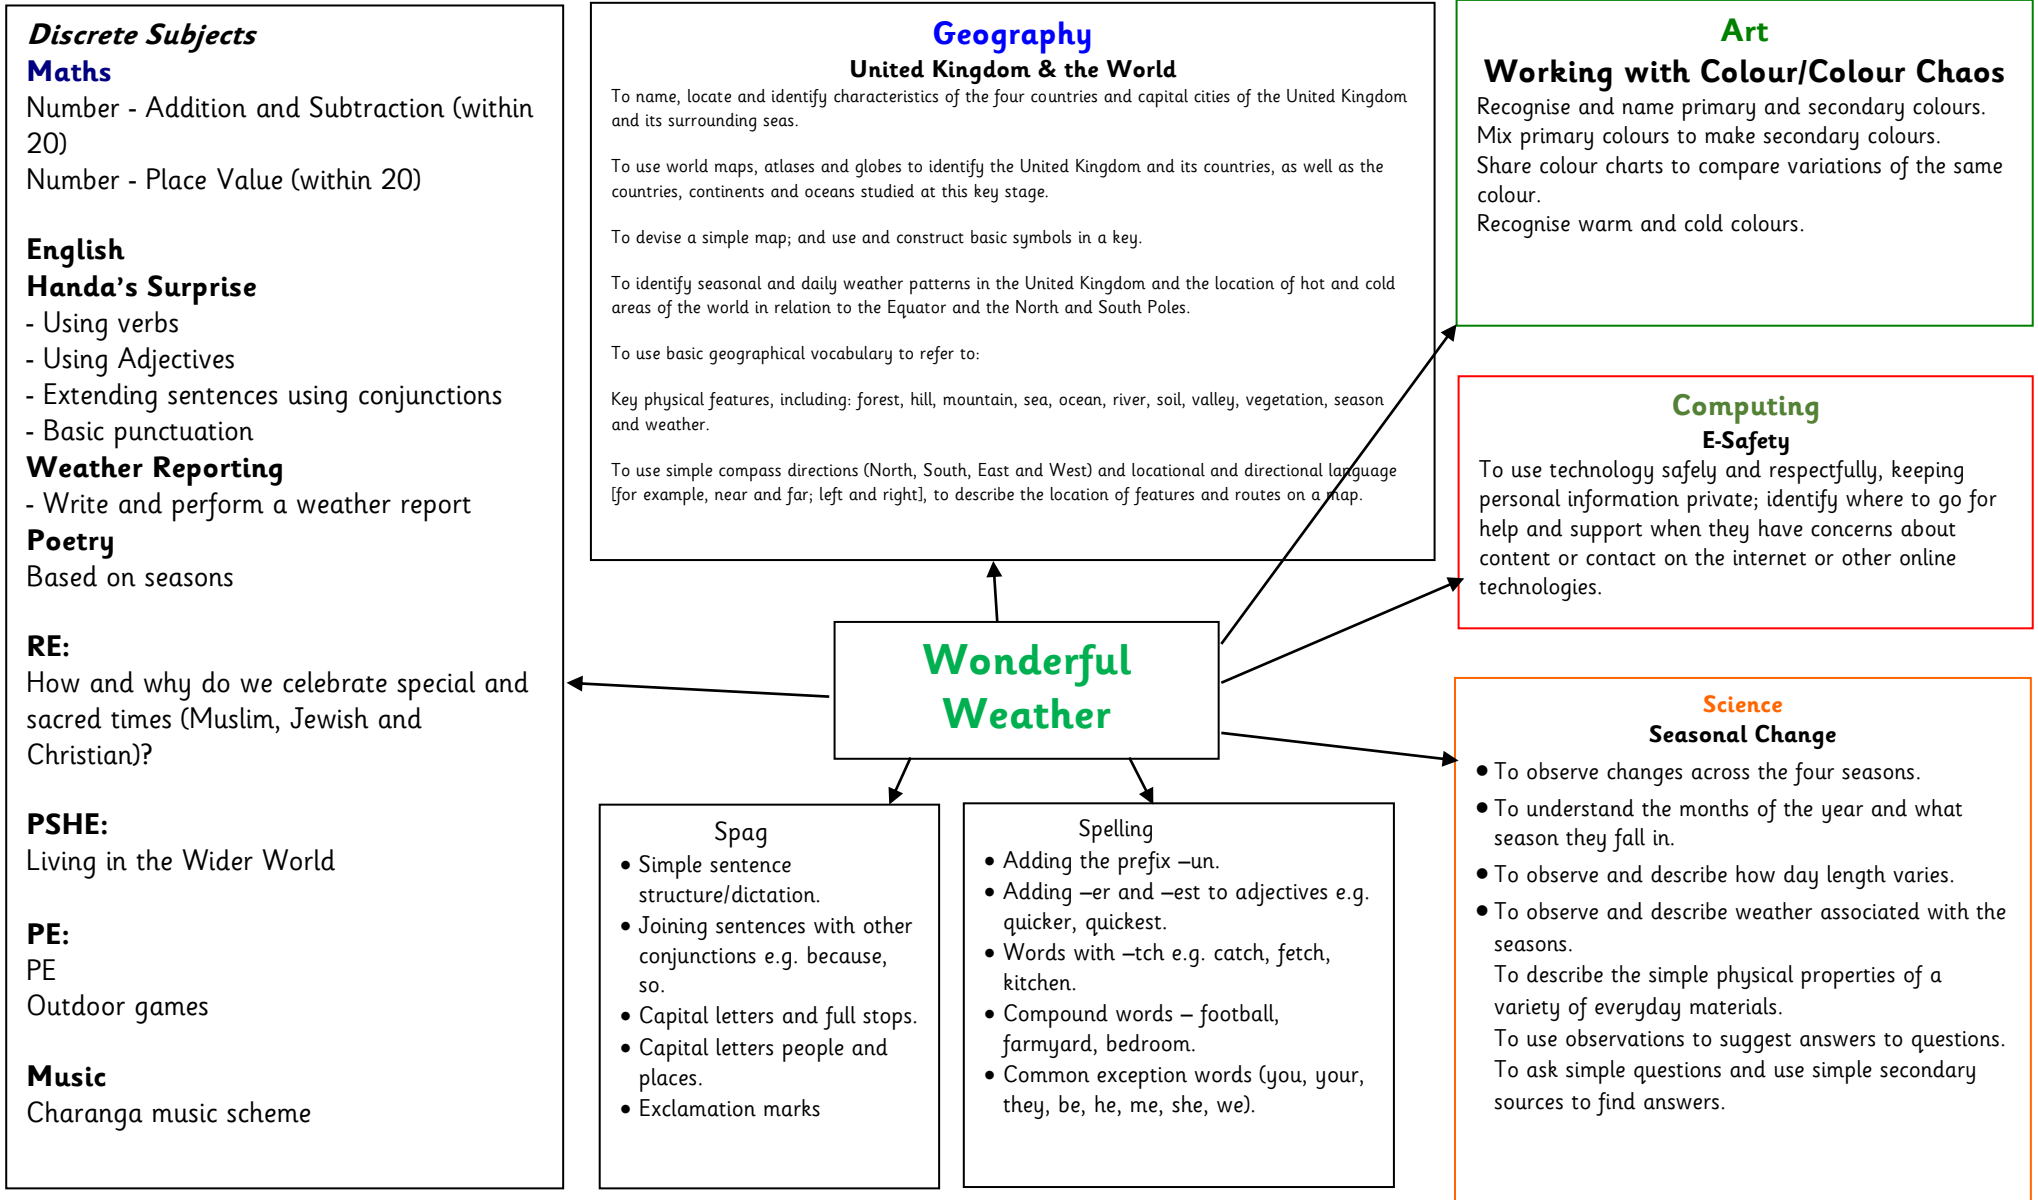 Discrete Subjects
Maths
Number - Addition and Subtraction (within
20)
Number - Place Value (within 20)
English
Handa's Surprise
- Using verbs
- Using Adjectives
- Extending sentences using conjunctions
- Basic punctuation
Weather Reporting
- Write and perform a weather report
Poetry
Based on seasons
RE:
How and why do we celebrate special and
sacred times (Muslim, Jewish and
Christian)?
PSHE:
Living in the Wider World
PE:
PE
Outdoor games
Music
Charanga music scheme
Geography
United Kingdom & the World
To name, locate and identify characteristics of the four countries and capital cities of the United Kingdom
and its surrounding seas.
To use world maps, atlases and globes to identify the United Kingdom and its countries, as well as the
countries, continents and oceans studied at this key stage.
To devise a simple map; and use and construct basic symbols in a key.
To identify seasonal and daily weather patterns in the United Kingdom and the location of hot and cold
areas of the world in relation to the Equator and the North and South Poles.
To use basic geographical vocabulary to refer to:
Key physical features, including: forest, hill, mountain, sea, ocean, river, soil, valley, vegetation, season
and weather.
To use simple compass directions (North, South, East and West) and locational and directional language
[for example, near and far; left and right], to describe the location of features and routes on a map.
Wonderful
Weather
Spag
• Simple sentence
structure/dictation.
• Joining sentences with other
conjunctions e.g. because,
so.
• Capital letters and full stops.
• Capital letters people and
places.
• Exclamation marks
Spelling
• Adding the prefix –un.
• Adding –er and –est to adjectives e.g.
quicker, quickest.
• Words with –tch e.g. catch, fetch,
kitchen.
• Compound words – football,
farmyard, bedroom.
• Common exception words (you, your,
they, be, he, me, she, we).
Art
Working with Colour/Colour Chaos
Recognise and name primary and secondary colours.
Mix primary colours to make secondary colours.
Share colour charts to compare variations of the same
colour.
Recognise warm and cold colours.
Computing
E-Safety
To use technology safely and respectfully, keeping
personal information private; identify where to go for
help and support when they have concerns about
content or contact on the internet or other online
technologies.
Science
Seasonal Change
• To observe changes across the four seasons.
• To understand the months of the year and what
season they fall in.
• To observe and describe how day length varies.
• To observe and describe weather associated with the
seasons.
To describe the simple physical properties of a
variety of everyday materials.
To use observations to suggest answers to questions.
To ask simple questions and use simple secondary
sources to find answers.